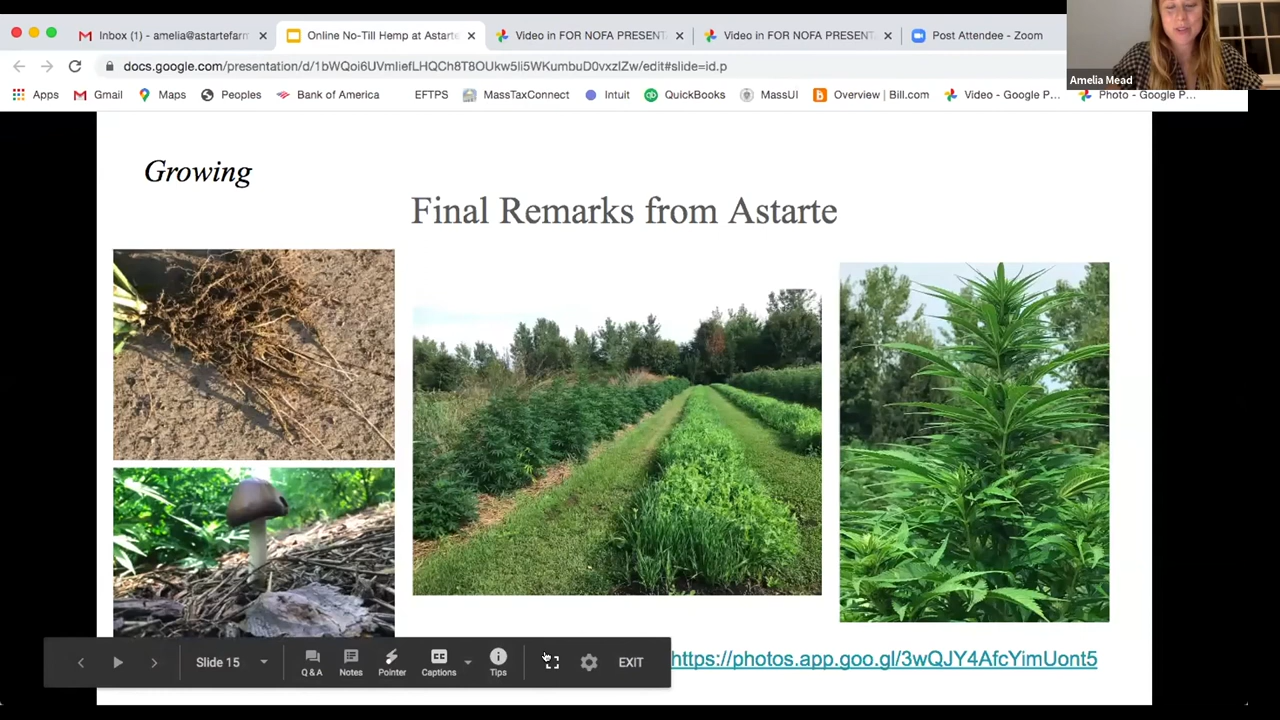 Inbox (1) - amelia@astartefarm
Online No-Till Hemp at Astarte
Video in FOR NOFA PRESENT
Video in FOR NOFA PRESENT
Post Attendee - Zoom
docs.google.com/presentation/d/1bWQoi6UVmIiefLHQCh8T8OUkw5Ii5WKumbuD0vxzIZw/edit#slide=id.p
Apps
Gmail
Maps
Peoples
Bank of America
EFTPS
MassTaxConnect
Intuit
QuickBooks
MassUI
Overview | Bill.com
Video - Google P...
Photo - Google P...
Amelia Mead
Growing
Final Remarks from Astarte
Slide 15
Q & A
Notes
Pointer
Captions
Tips
EXIT
https://photos.app.goo.gl/3wQJY4AfcYimUont5